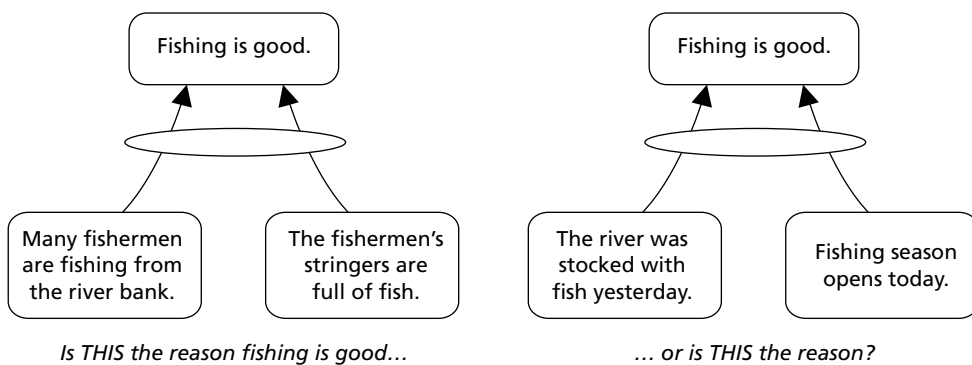 Fishing is good.
Many fishermen
are fishing from
the river bank.
The fishermen’s
stringers are
full of fish.
Is THIS the reason fishing is good…
Fishing is good.
The river was
stocked with
fish yesterday.
Fishing season
opens today.
… or is THIS the reason?